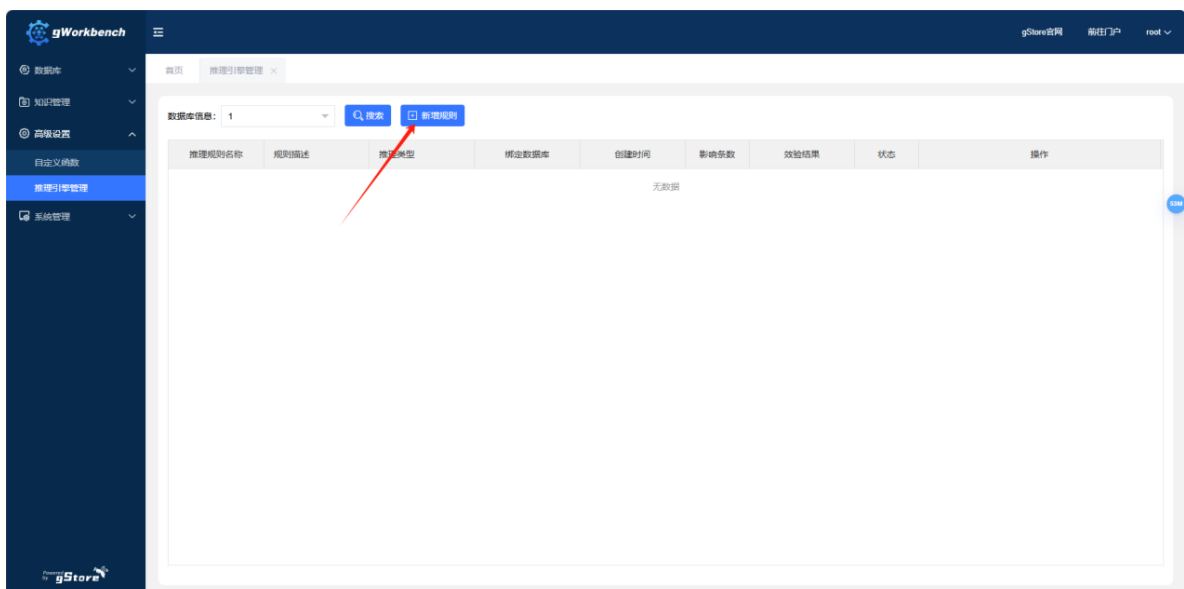 gWorkbench
gStore官网 前往门户 root
数据库
首页 推理引擎管理
知识管理
数据库信息: 1 搜索 新增规则
高级设置
推理规则名称 规则描述 推理类型 绑定数据库 创建时间 影响条数 效验结果 状态 操作
自定义函数
无数据
推理引擎管理
系统管理
Powered by gStore